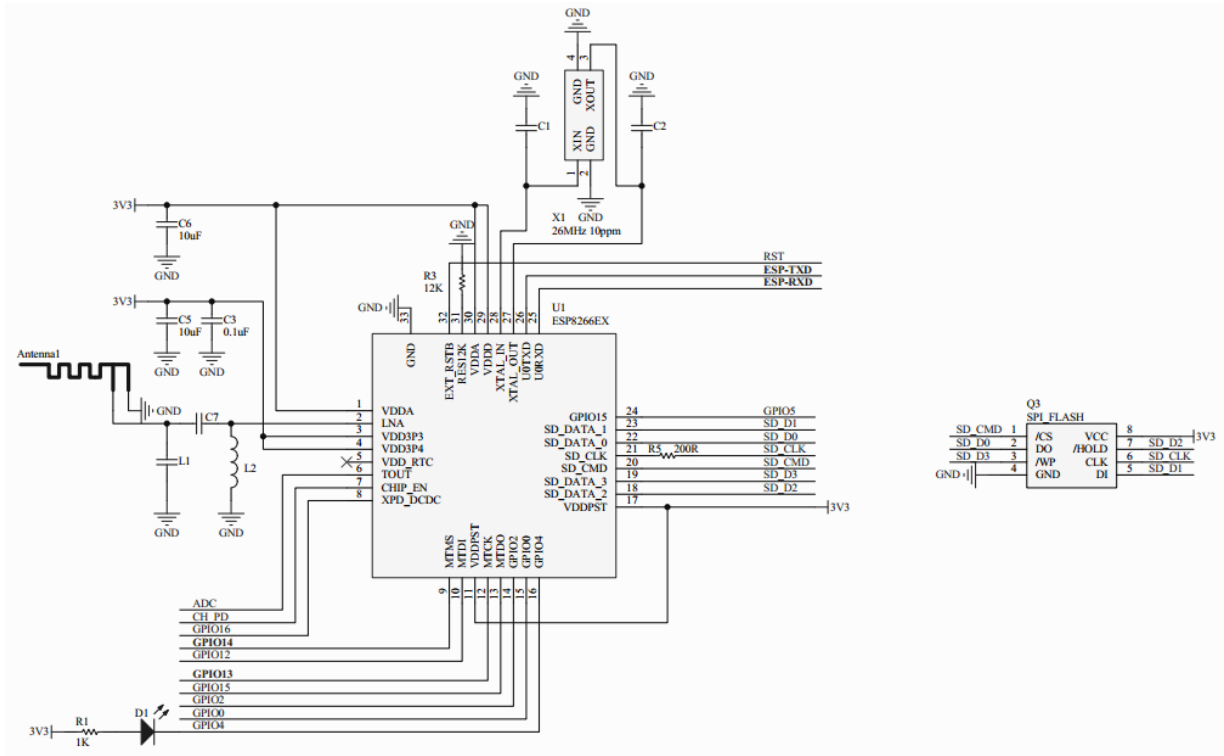 GND
4
3
GND
XOUT
XIN
GND
1
2
GND
X1
26MHz 10ppm
GND
C1
GND
C2
3V3
C6
10uF
GND
GND
R3
12K
RST
ESP-TXD
ESP-RXD
3V3
C5
10uF
C3
0.1uF
GND
GND
GND
33
32
31
30
29
28
27
26
25
U1
ESP8266EX
GND
EXT_RSTB
RES12K
VDDA
VDDD
XTAL_IN
XTAL_OUT
U0TXD
U0RXD
Antenna1
GND
C7
L1
GND
L2
GND
1 VDDA
2 LNA
3 VDD3P3
4 VDD3P4
5 VDD_RTC
6 TOUT
7 CHIP_EN
8 XPD_DCDC
GPIO15 24 GPIO5
SD_DATA_1 23 SD_D1
SD_DATA_0 22 SD_D0
SD_CLK 21 R5 200R SD_CLK
SD_CMD 20 SD_CMD
SD_DATA_3 19 SD_D3
SD_DATA_2 18 SD_D2
VDDPST 17
3V3
MTMS
MTDI
VDDPST
MTCK
MTDO
GPIO2
GPIO0
GPIO4
9
10
11
12
13
14
15
16
ADC
CH_PD
GPIO16
GPIO14
GPIO12
GPIO13
GPIO15
GPIO2
GPIO0
GPIO4
3V3
R1
1K
D1
Q3
SPI_FLASH
SD_CMD 1 /CS VCC 8 3V3
SD_D0 2 DO /HOLD 7 SD_D2
SD_D3 3 /WP CLK 6 SD_CLK
GND 4 GND DI 5 SD_D1